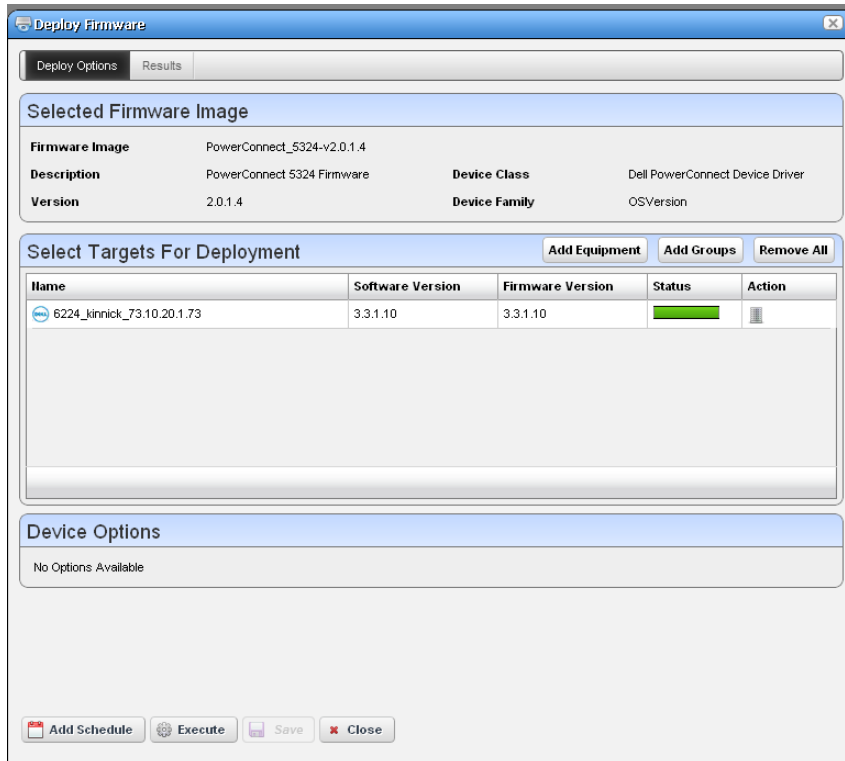 Deploy Firmware
Deploy Options Results
Selected Firmware Image
Firmware Image PowerConnect_5324-v2.0.1.4
Description PowerConnect 5324 Firmware Device Class Dell PowerConnect Device Driver
Version 2.0.1.4 Device Family OSVersion
Select Targets For Deployment Add Equipment Add Groups Remove All
Name Software Version Firmware Version Status Action
DELL 6224_kinnick_73.10.20.1.73 3.3.1.10 3.3.1.10
Device Options
No Options Available
Add Schedule Execute Save Close